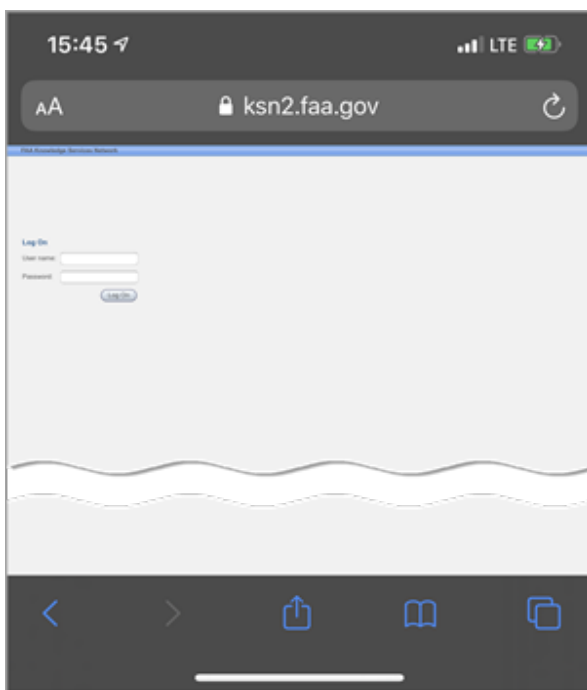 15:45
LTE
AA
ksn2.faa.gov
FAA Knowledge Services Network
Log On
User name:
Password:
Log On